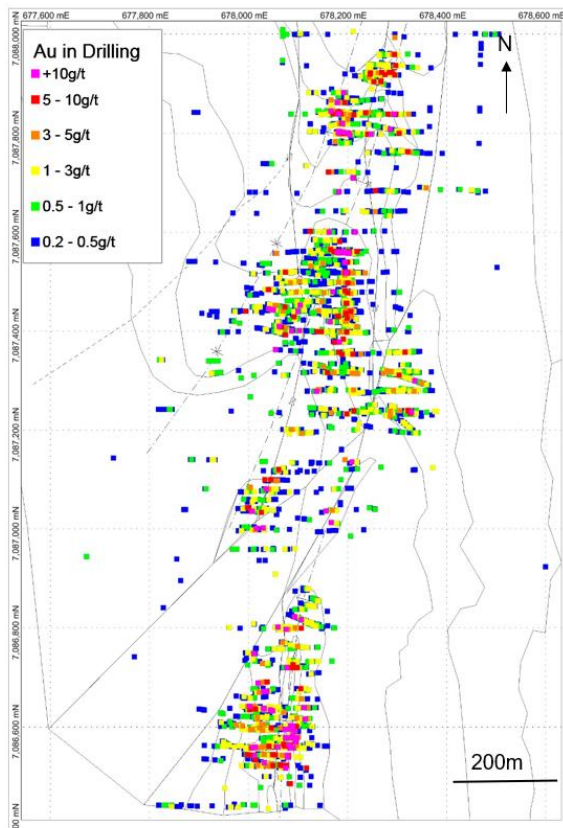 677,600 mE 677,800 mE 678,000 mE 678,200 mE 678,400 mE 678,600 mE
Au in Drilling
+10g/t
5 - 10g/t
3 - 5g/t
1 - 3g/t
0.5 - 1g/t
0.2 - 0.5g/t
N
7,088,000 mN
7,087,800 mN
7,087,600 mN
7,087,400 mN
7,087,200 mN
7,087,000 mN
7,086,800 mN
7,086,600 mN
00 mN
200m